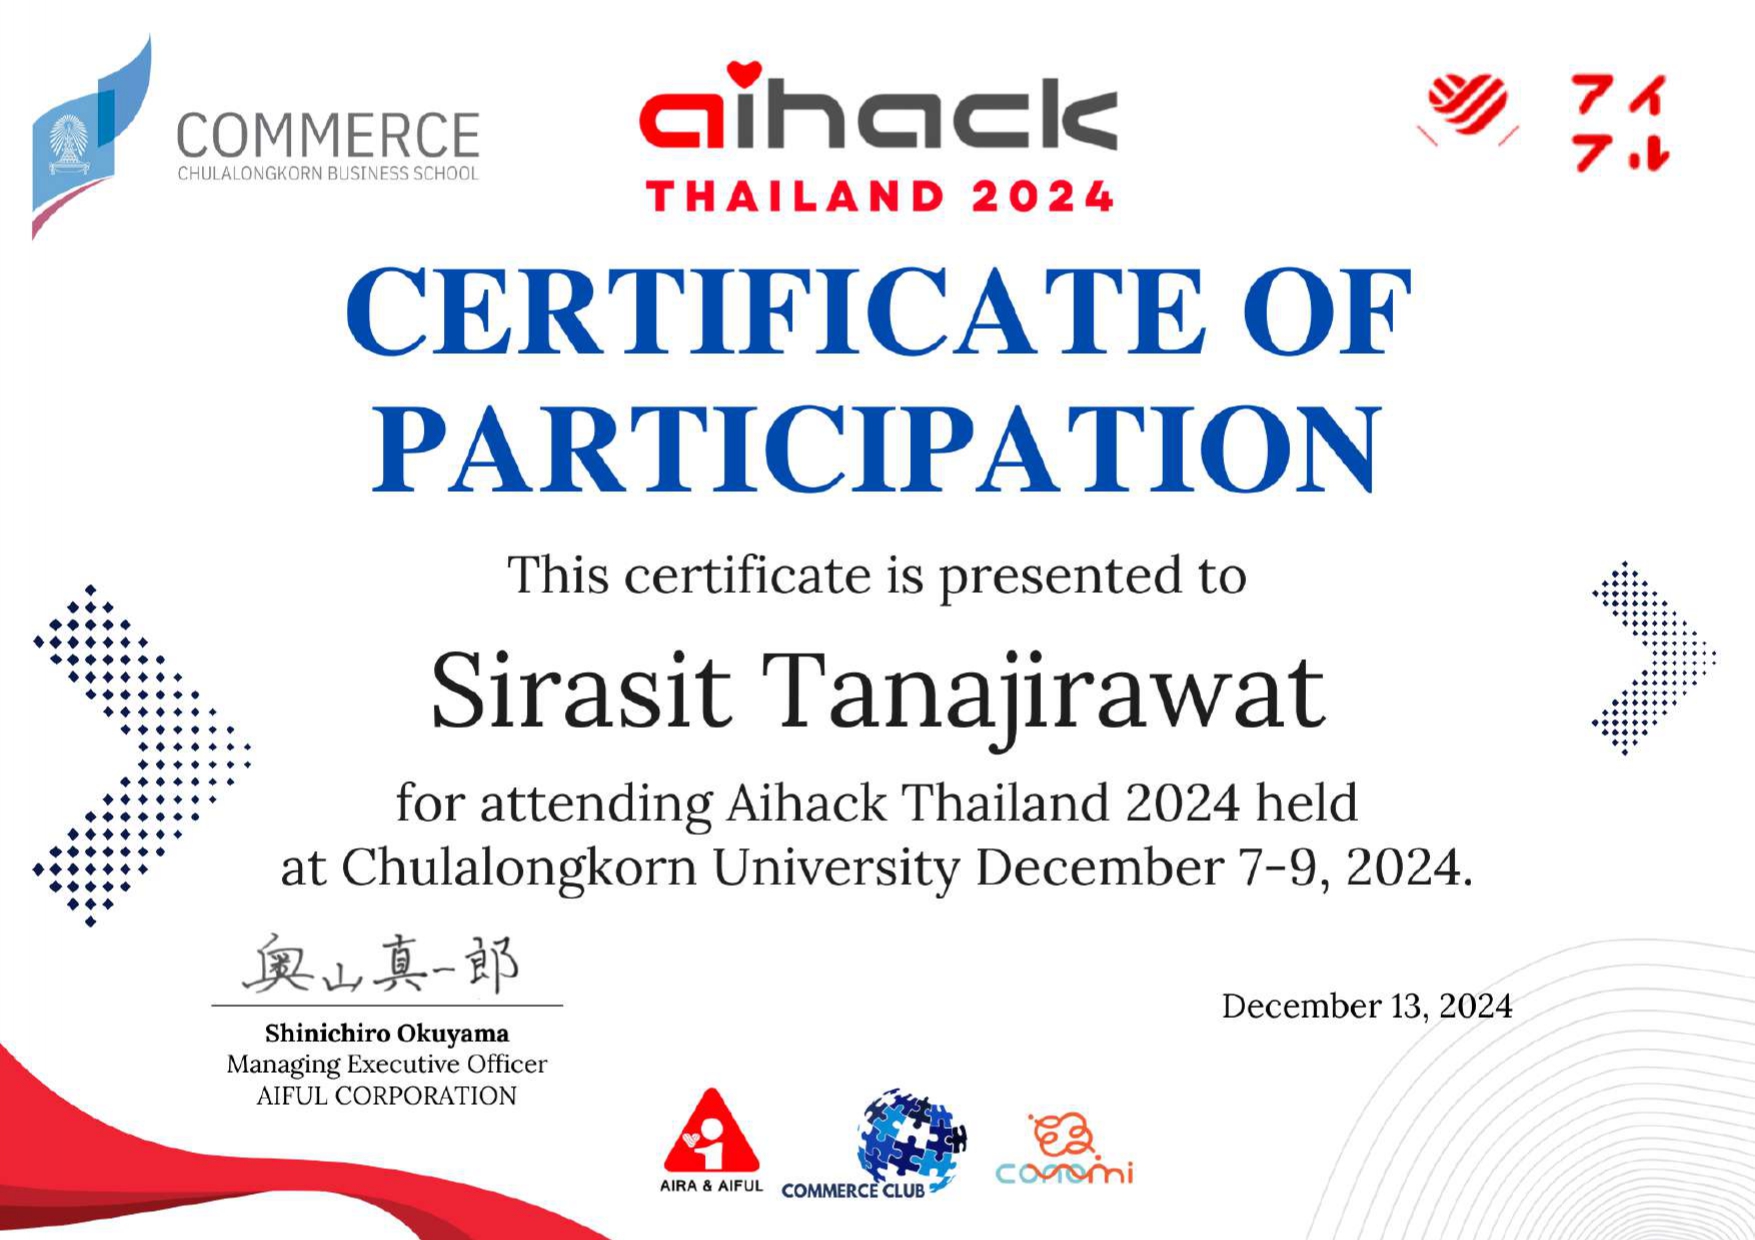 COMMERCE
CHULALONGKORN BUSINESS SCHOOL
aihack
THAILAND 2024
アイ
フル
CERTIFICATE OF
PARTICIPATION
This certificate is presented to
Sirasit Tanajirawat
for attending Aihack Thailand 2024 held
at Chulalongkorn University December 7-9, 2024.
奥山真一郎
Shinichiro Okuyama
Managing Executive Officer
AIFUL CORPORATION
December 13, 2024
AIRA & AIFUL
COMMERCE CLUB
conomi